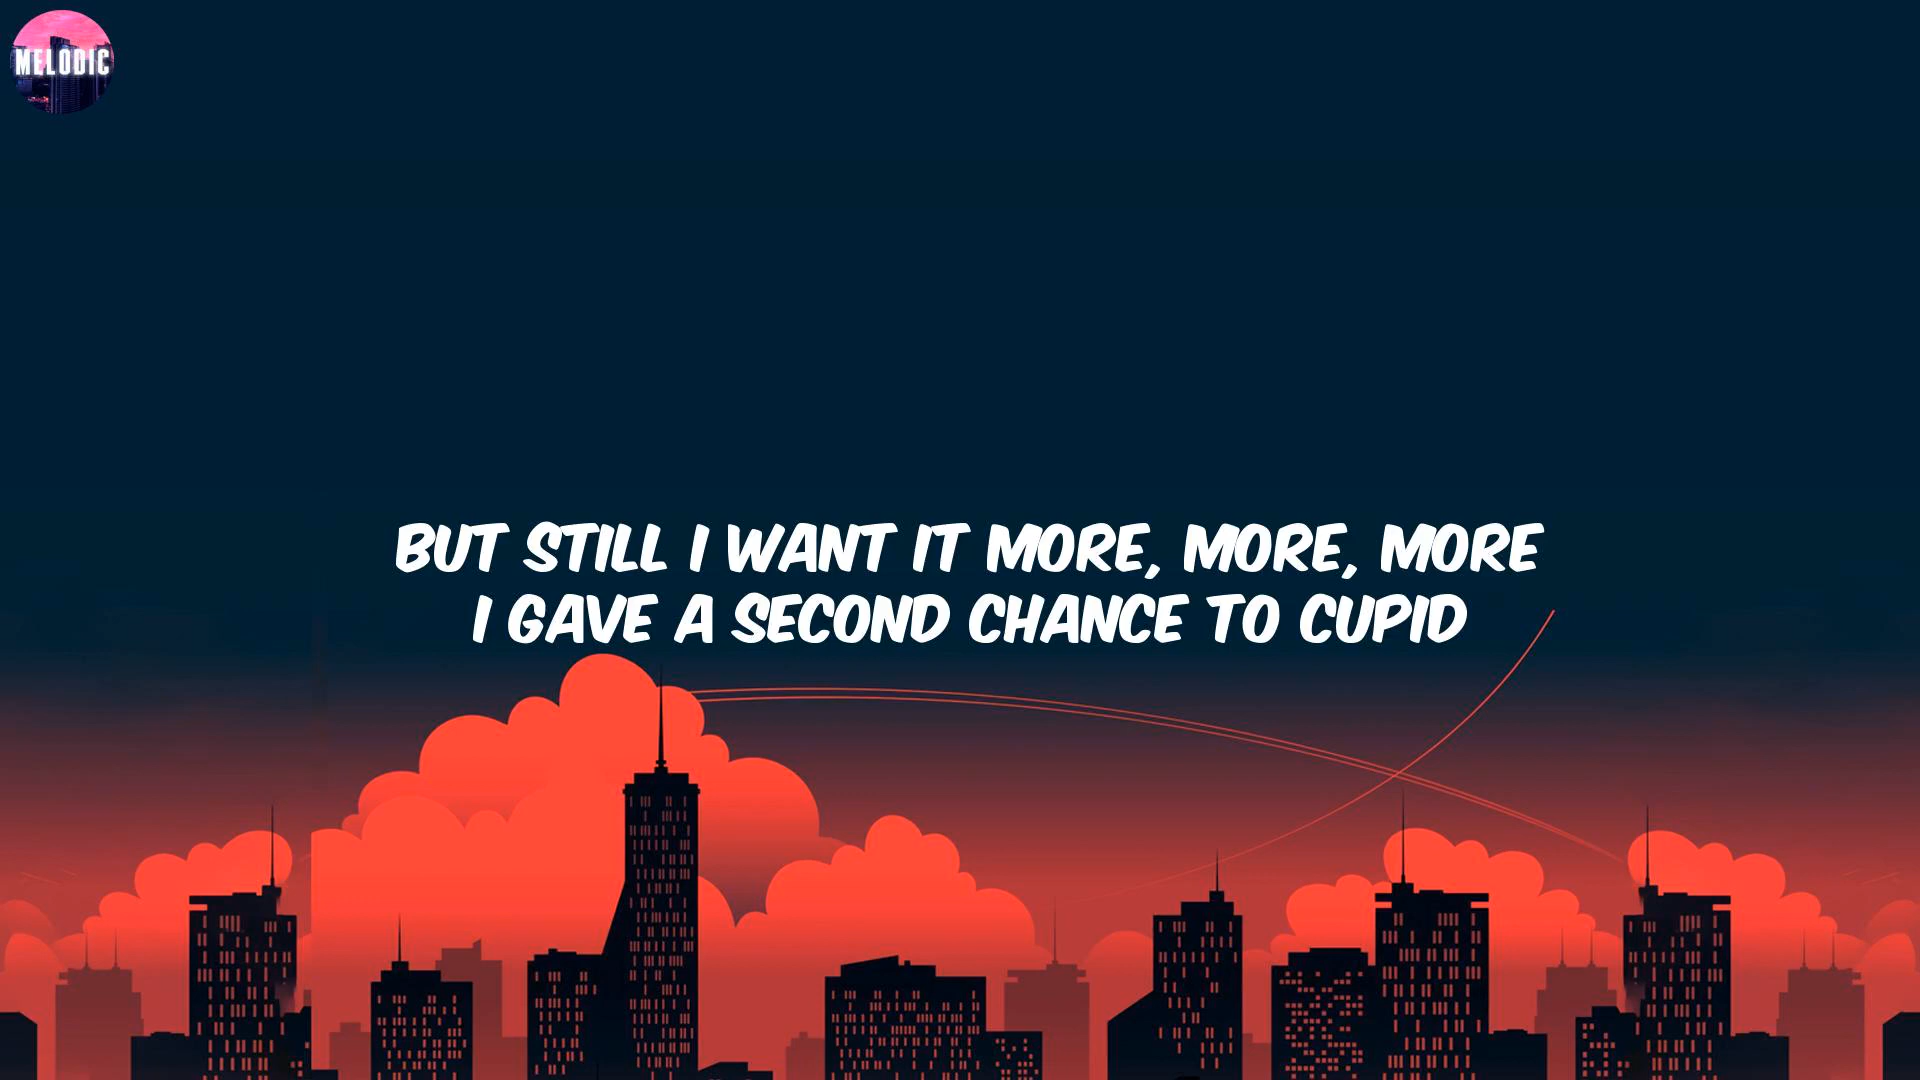 MELODIC
BUT STILL I WANT IT MORE, MORE, MORE
I GAVE A SECOND CHANCE TO CUPID